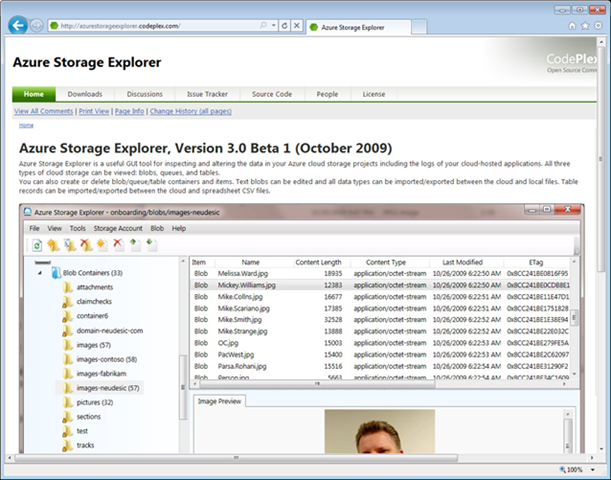 http://azurestorageexplorer.codeplex.com/
Azure Storage Explorer
Azure Storage Explorer
CodePlex
Open Source Comm
Home Downloads Discussions Issue Tracker Source Code People License
View All Comments | Print View | Page Info | Change History (all pages)
Home
Azure Storage Explorer, Version 3.0 Beta 1 (October 2009)
Azure Storage Explorer is a useful GUI tool for inspecting and altering the data in your Azure cloud storage projects including the logs of your cloud-hosted applications. All three
types of cloud storage can be viewed: blobs, queues, and tables.
You can also create or delete blob/queue/table containers and items. Text blobs can be edited and all data types can be imported/exported between the cloud and local files. Table
records can be imported/exported between the cloud and spreadsheet CSV files.
Azure Storage Explorer - onboarding/blobs/images-neudesic
File View Tools Storage Account Blob Help
Blob Containers (33)
attachments
claimchecks
container6
domain-neudesic-com
images (57)
images-contoso (58)
images-fabrikam
images-neudesic (57)
pictures (32)
sections
test
tracks
Item Name Content Length Content Type Last Modified ETag
Blob Melissa.Ward.jpg 18935 application/octet-stream 10/26/2009 6:22:50 AM 0x8CC241BE0816F95
Blob Mickey.Williams.jpg 12383 application/octet-stream 10/26/2009 6:22:50 AM 0x8CC241BE0CDBBE1
Blob Mike.Collns.jpg 16677 application/octet-stream 10/26/2009 6:22:51 AM 0x8CC241BE11E47D1
Blob Mike.Scariano.jpg 17385 application/octet-stream 10/26/2009 6:22:51 AM 0x8CC241BE1751828
Blob Mike.Smith.jpg 32528 application/octet-stream 10/26/2009 6:22:52 AM 0x8CC241BE1E38E94
Blob Mike.Strange.jpg 13888 application/octet-stream 10/26/2009 6:22:52 AM 0x8CC241BE22E032C
Blob OC.jpg 15003 application/octet-stream 10/26/2009 6:22:53 AM 0x8CC241BE279FE5A
Blob PacWest.jpg 15400 application/octet-stream 10/26/2009 6:22:53 AM 0x8CC241BE2C62097
Blob Parsa.Rohani.jpg 15516 application/octet-stream 10/26/2009 6:22:54 AM 0x8CC241BE31290F2
Blob Person.jpg 5663 application/octet-stream 10/26/2009 6:22:54 AM 0x8CC241BE34C1609
Image Preview
100%